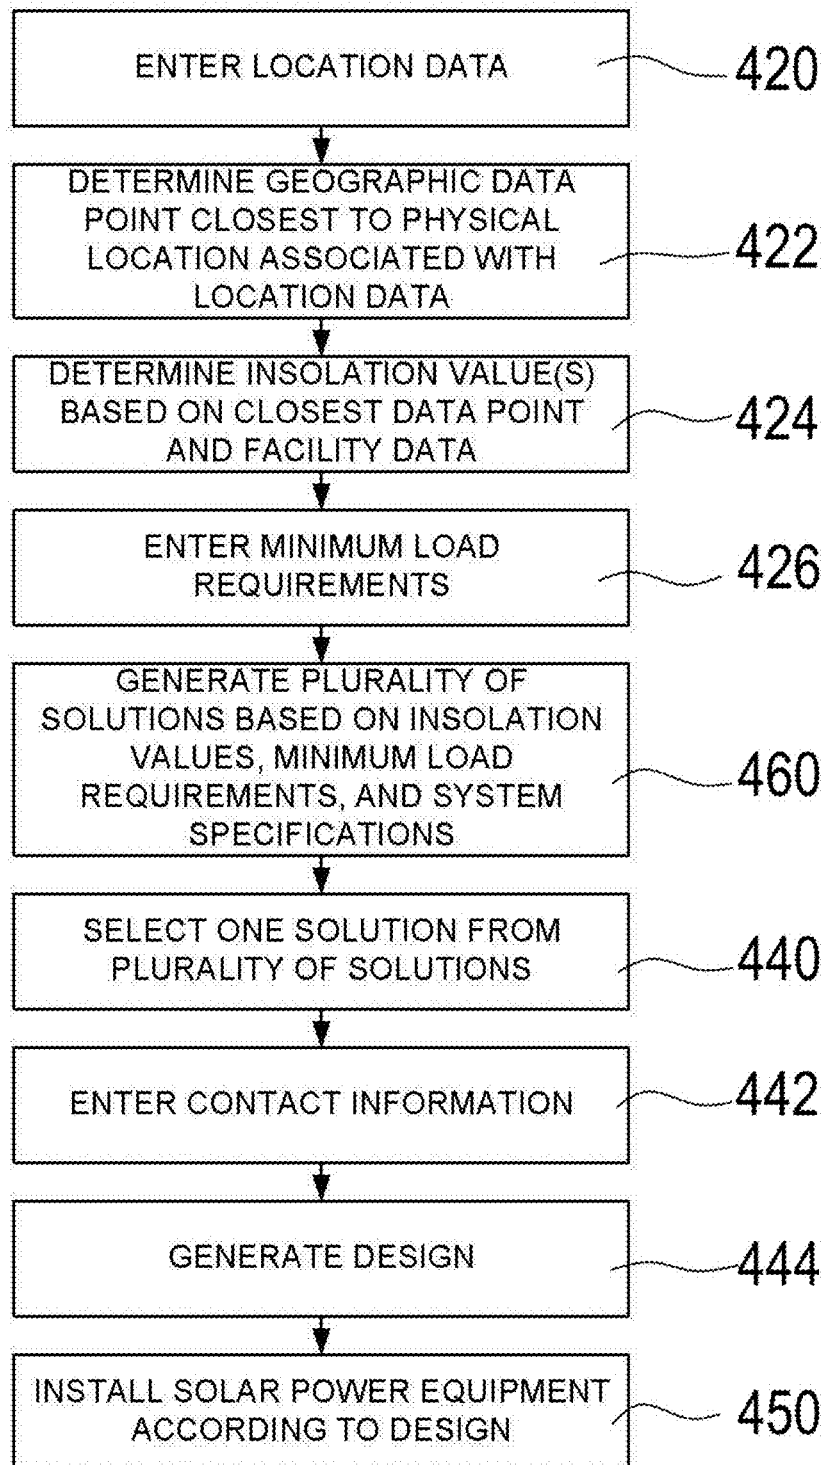 ENTER LOCATION DATA
420
DETERMINE GEOGRAPHIC DATA
POINT CLOSEST TO PHYSICAL
LOCATION ASSOCIATED WITH
LOCATION DATA
422
DETERMINE INSOLATION VALUE(S)
BASED ON CLOSEST DATA POINT
AND FACILITY DATA
424
ENTER MINIMUM LOAD
REQUIREMENTS
426
GENERATE PLURALITY OF
SOLUTIONS BASED ON INSOLATION
VALUES, MINIMUM LOAD
REQUIREMENTS, AND SYSTEM
SPECIFICATIONS
460
SELECT ONE SOLUTION FROM
PLURALITY OF SOLUTIONS
440
ENTER CONTACT INFORMATION
442
GENERATE DESIGN
444
INSTALL SOLAR POWER EQUIPMENT
ACCORDING TO DESIGN
450